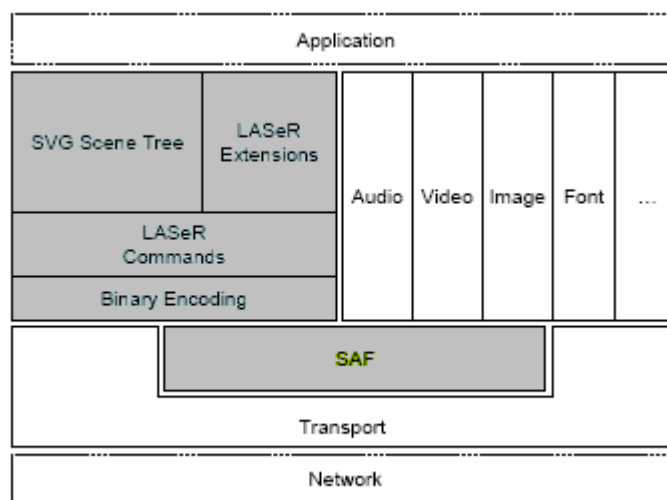 Application
SVG Scene Tree
LASeR
Extensions
Audio
Video
Image
Font
...
LASeR
Commands
Binary Encoding
SAF
Transport
Network